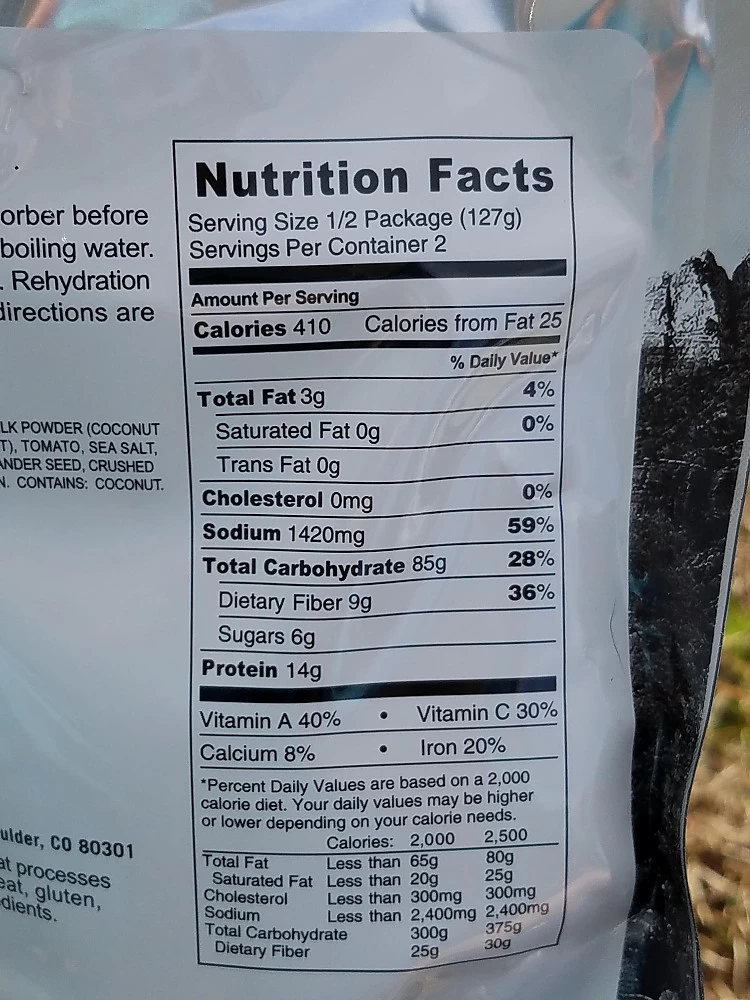 orber before
boiling water.
. Rehydration
directions are
LK POWDER (COCONUT
T), TOMATO, SEA SALT,
ANDER SEED, CRUSHED
N. CONTAINS: COCONUT.
ulder, CO 80301
at processes
eat, gluten,
dients.
Nutrition Facts
Serving Size 1/2 Package (127g)
Servings Per Container 2
Amount Per Serving
Calories 410 Calories from Fat 25
% Daily Value*
Total Fat 3g 4%
Saturated Fat 0g 0%
Trans Fat 0g
Cholesterol 0mg 0%
Sodium 1420mg 59%
Total Carbohydrate 85g 28%
Dietary Fiber 9g 36%
Sugars 6g
Protein 14g
Vitamin A 40% • Vitamin C 30%
Calcium 8% • Iron 20%
*Percent Daily Values are based on a 2,000
calorie diet. Your daily values may be higher
or lower depending on your calorie needs.
Calories: 2,000 2,500
Total Fat Less than 65g 80g
Saturated Fat Less than 20g 25g
Cholesterol Less than 300mg 300mg
Sodium Less than 2,400mg 2,400mg
Total Carbohydrate 300g 375g
Dietary Fiber 25g 30g